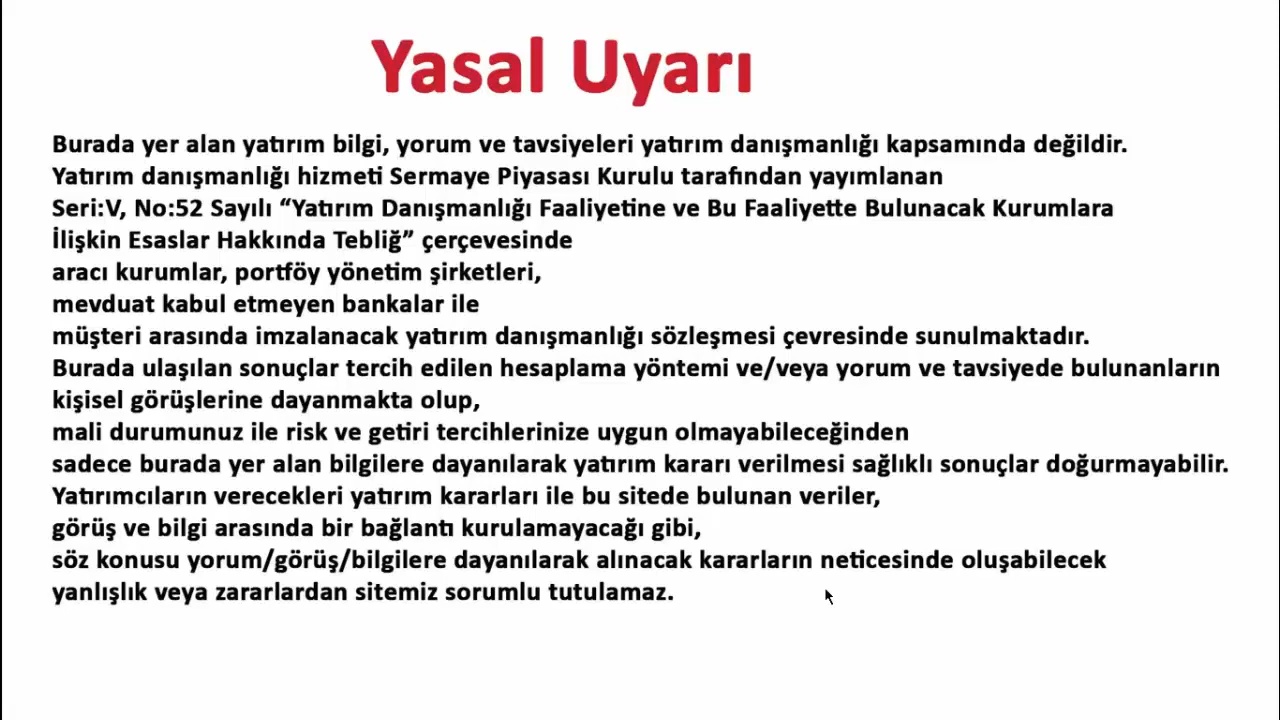 Yasal Uyarı
Burada yer alan yatırım bilgi, yorum ve tavsiyeleri yatırım danışmanlığı kapsamında değildir.
Yatırım danışmanlığı hizmeti Sermaye Piyasası Kurulu tarafından yayımlanan
Seri:V, No:52 Sayılı “Yatırım Danışmanlığı Faaliyetine ve Bu Faaliyette Bulunacak Kurumlara
İlişkin Esaslar Hakkında Tebliğ” çerçevesinde
aracı kurumlar, portföy yönetim şirketleri,
mevduat kabul etmeyen bankalar ile
müşteri arasında imzalanacak yatırım danışmanlığı sözleşmesi çevresinde sunulmaktadır.
Burada ulaşılan sonuçlar tercih edilen hesaplama yöntemi ve/veya yorum ve tavsiyede bulunanların
kişisel görüşlerine dayanmakta olup,
mali durumunuz ile risk ve getiri tercihlerinize uygun olmayabileceğinden
sadece burada yer alan bilgilere dayanılarak yatırım kararı verilmesi sağlıklı sonuçlar doğurmayabilir.
Yatırımcıların verecekleri yatırım kararları ile bu sitede bulunan veriler,
görüş ve bilgi arasında bir bağlantı kurulamayacağı gibi,
söz konusu yorum/görüş/bilgilere dayanılarak alınacak kararların neticesinde oluşabilecek
yanlışlık veya zararlardan sitemiz sorumlu tutulamaz.